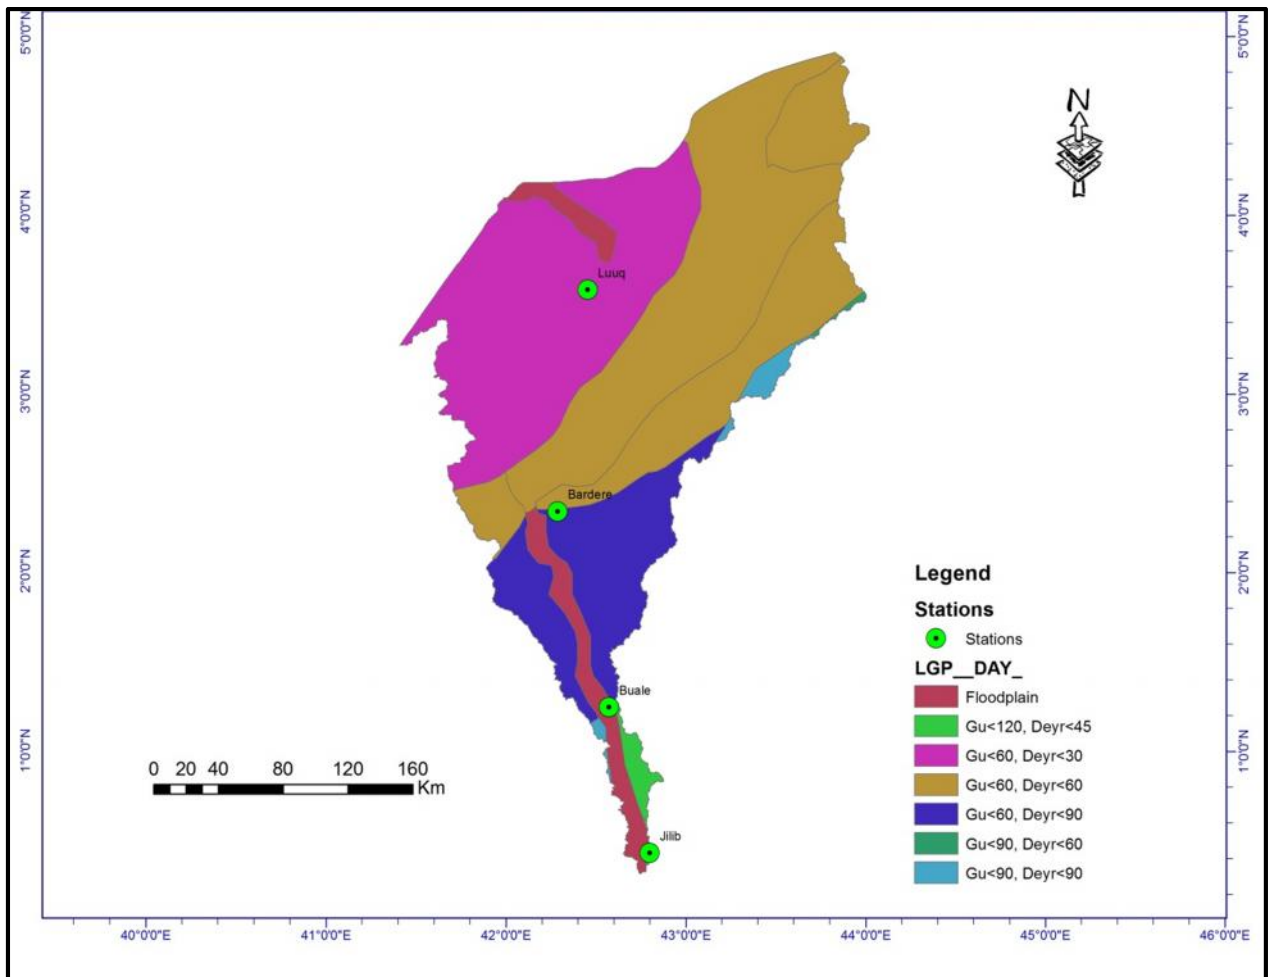 N
5°0'0"N
4°0'0"N
3°0'0"N
2°0'0"N
1°0'0"N
5°0'0"N
4°0'0"N
3°0'0"N
2°0'0"N
1°0'0"N
Luuq
Bardere
Buale
Jilib
0 20 40 80 120 160
Km
Legend
Stations
Stations
LGP__DAY_
Floodplain
Gu<120, Deyr<45
Gu<60, Deyr<30
Gu<60, Deyr<60
Gu<60, Deyr<90
Gu<90, Deyr<60
Gu<90, Deyr<90
40°0'0"E 41°0'0"E 42°0'0"E 43°0'0"E 44°0'0"E 45°0'0"E 46°0'0"E